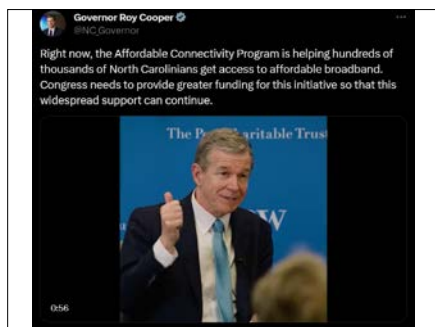 Governor Roy Cooper
@NC_Governor
Right now, the Affordable Connectivity Program is helping hundreds of
thousands of North Carolinians get access to affordable broadband.
Congress needs to provide greater funding for this initiative so that this
widespread support can continue.
The P aritable Trust
W
0:56